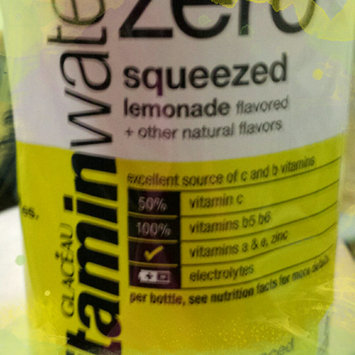 zero
squeezed
lemonade flavored
+ other natural flavors
excellent source of c and b vitamins
50% vitamin c
100% vitamins b5 b6
✓ vitamins a & e, zinc
electrolytes
per bottle, see nutrition facts for more details
GLACÉAU
vitaminwater